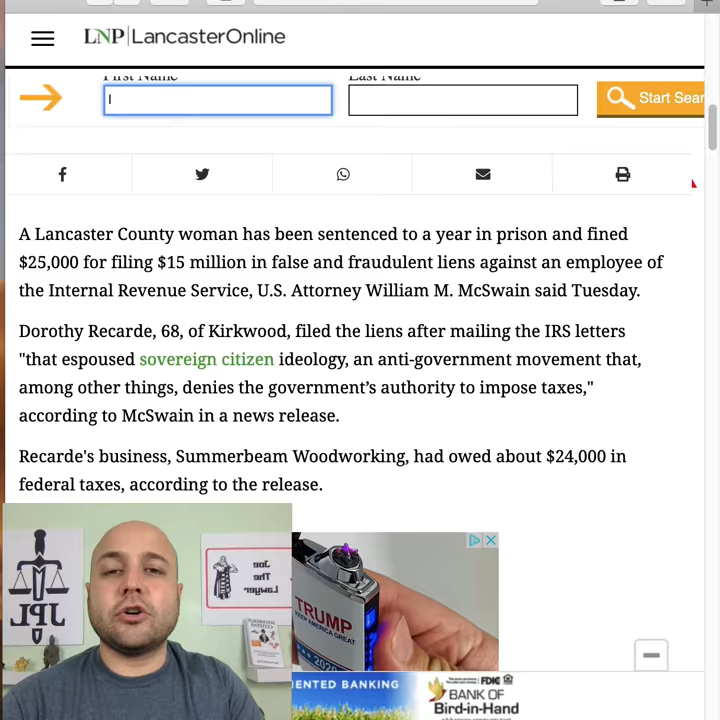 LNP | LancasterOnline
First Name
Last Name
Start Sear
A Lancaster County woman has been sentenced to a year in prison and fined
$25,000 for filing $15 million in false and fraudulent liens against an employee of
the Internal Revenue Service, U.S. Attorney William M. McSwain said Tuesday.
Dorothy Recarde, 68, of Kirkwood, filed the liens after mailing the IRS letters
"that espoused sovereign citizen ideology, an anti-government movement that,
among other things, denies the government’s authority to impose taxes,"
according to McSwain in a news release.
Recarde's business, Summerbeam Woodworking, had owed about $24,000 in
federal taxes, according to the release.
JPL
Joe
The
Lawyer
TRUMP
KEEP AMERICA GREAT
2020
ENTED BANKING
FDIC
BANK OF
Bird-in-Hand